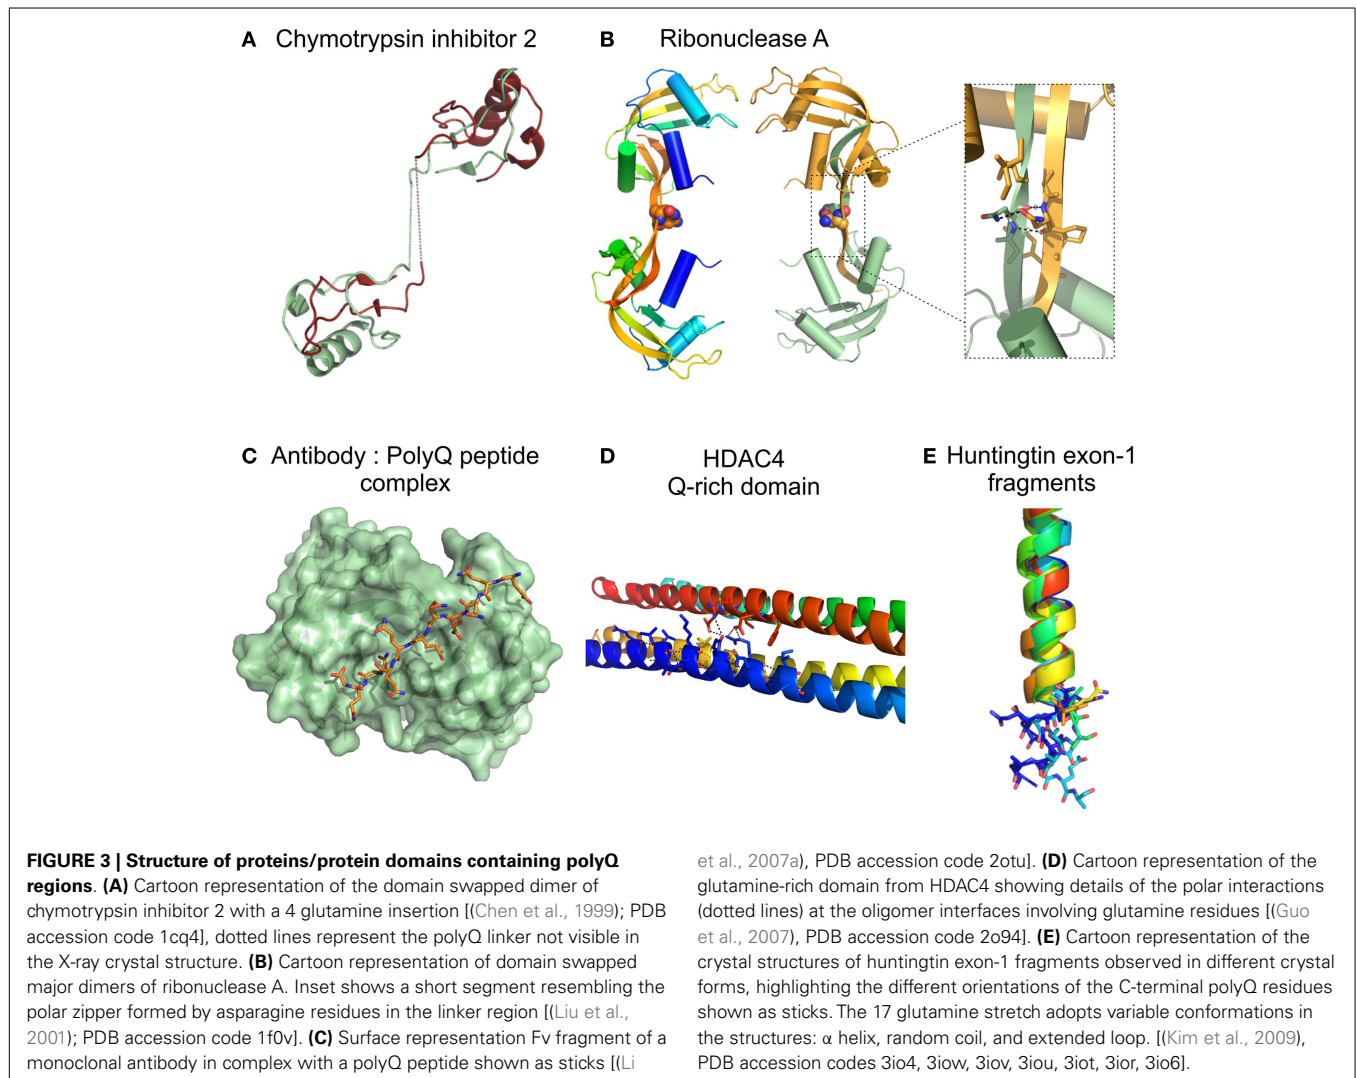 A Chymotrypsin inhibitor 2
B Ribonuclease A
C Antibody : PolyQ peptide
complex
D HDAC4
Q-rich domain
E Huntingtin exon-1
fragments
FIGURE 3 | Structure of proteins/protein domains containing polyQ
regions. (A) Cartoon representation of the domain swapped dimer of
chymotrypsin inhibitor 2 with a 4 glutamine insertion [(Chen et al., 1999); PDB
accession code 1cq4], dotted lines represent the polyQ linker not visible in
the X-ray crystal structure. (B) Cartoon representation of domain swapped
major dimers of ribonuclease A. Inset shows a short segment resembling the
polar zipper formed by asparagine residues in the linker region [(Liu et al.,
2001); PDB accession code 1f0v]. (C) Surface representation Fv fragment of a
monoclonal antibody in complex with a polyQ peptide shown as sticks [(Li
et al., 2007a), PDB accession code 2otu]. (D) Cartoon representation of the
glutamine-rich domain from HDAC4 showing details of the polar interactions
(dotted lines) at the oligomer interfaces involving glutamine residues [(Guo
et al., 2007), PDB accession code 2o94]. (E) Cartoon representation of the
crystal structures of huntingtin exon-1 fragments observed in different crystal
forms, highlighting the different orientations of the C-terminal polyQ residues
shown as sticks. The 17 glutamine stretch adopts variable conformations in
the structures: α helix, random coil, and extended loop. [(Kim et al., 2009),
PDB accession codes 3io4, 3iow, 3iov, 3iou, 3iot, 3ior, 3io6].